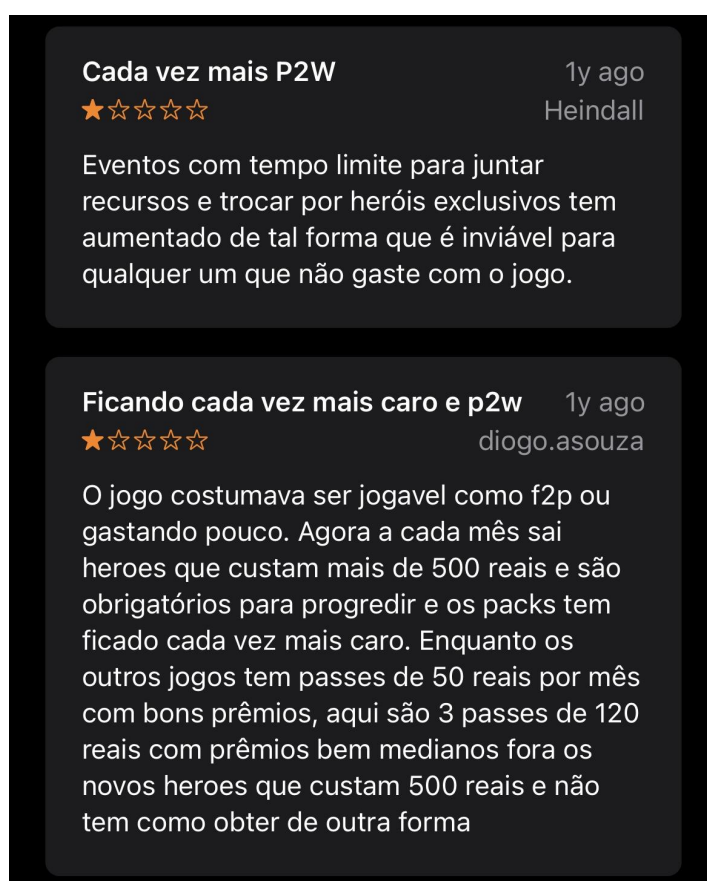 Cada vez mais P2W 1y ago
Heindall
Eventos com tempo limite para juntar
recursos e trocar por heróis exclusivos tem
aumentado de tal forma que é inviável para
qualquer um que não gaste com o jogo.
Ficando cada vez mais caro e p2w 1y ago
diogo.asouza
O jogo costumava ser jogavel como f2p ou
gastando pouco. Agora a cada mês sai
heroes que custam mais de 500 reais e são
obrigatórios para progredir e os packs tem
ficado cada vez mais caro. Enquanto os
outros jogos tem passes de 50 reais por mês
com bons prêmios, aqui são 3 passes de 120
reais com prêmios bem medianos fora os
novos heroes que custam 500 reais e não
tem como obter de outra forma